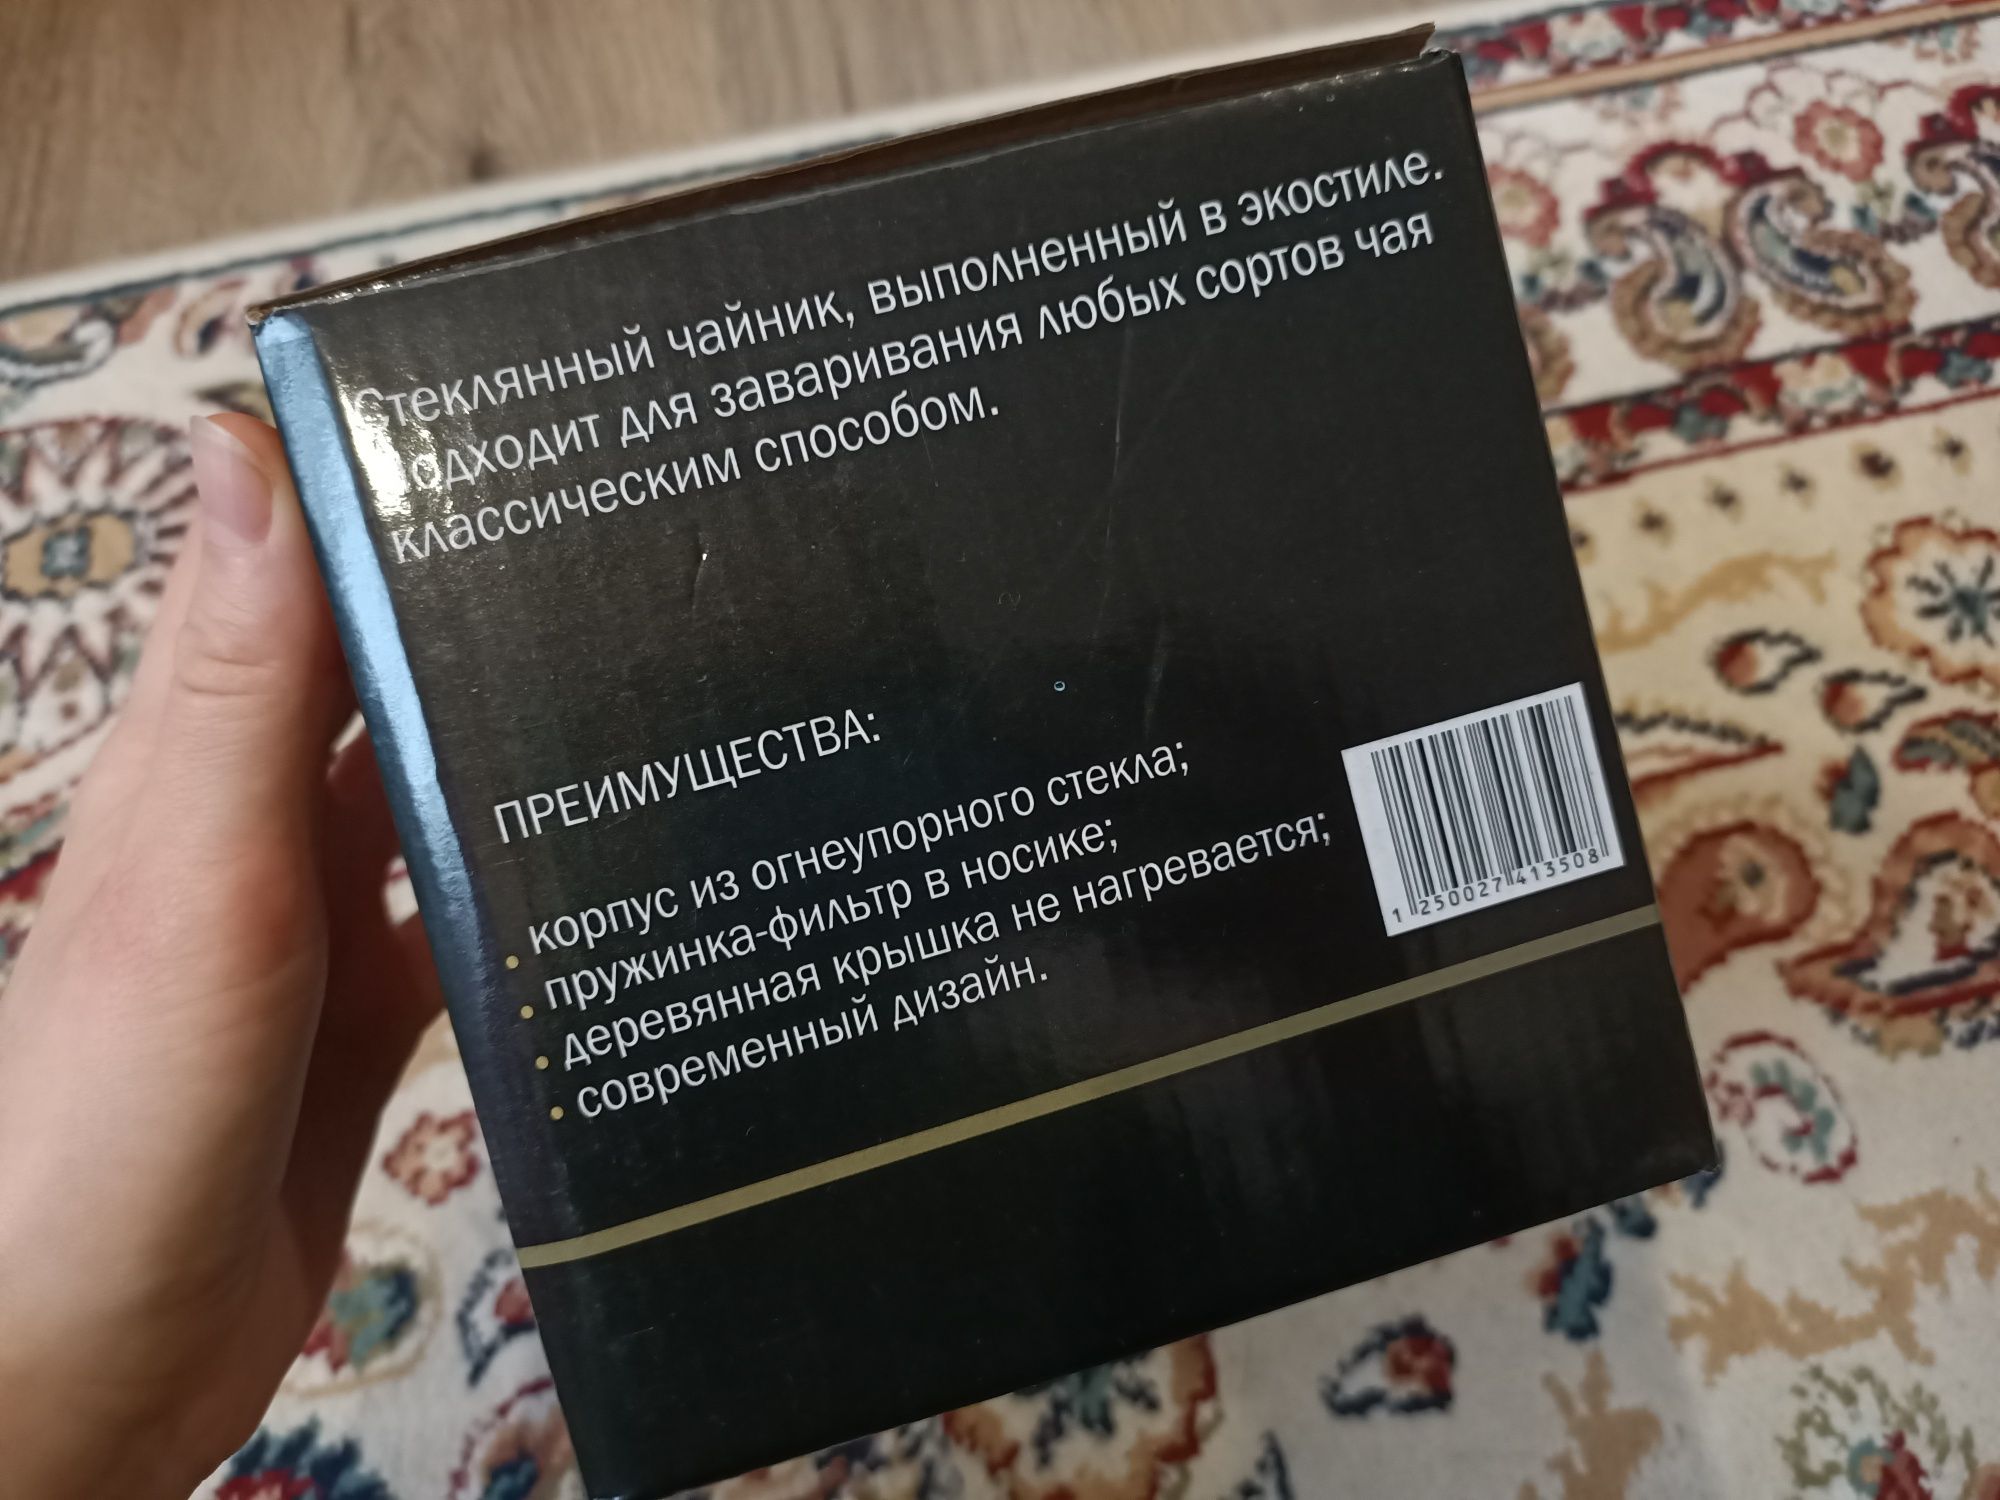 Стеклянный чайник, выполненный в экостиле.
Подходит для заваривания любых сортов чая
классическим способом.
ПРЕИМУЩЕСТВА:
• корпус из огнеупорного стекла;
• пружинка-фильтр в носике;
• деревянная крышка не нагревается;
• современный дизайн.
1 250027 413508